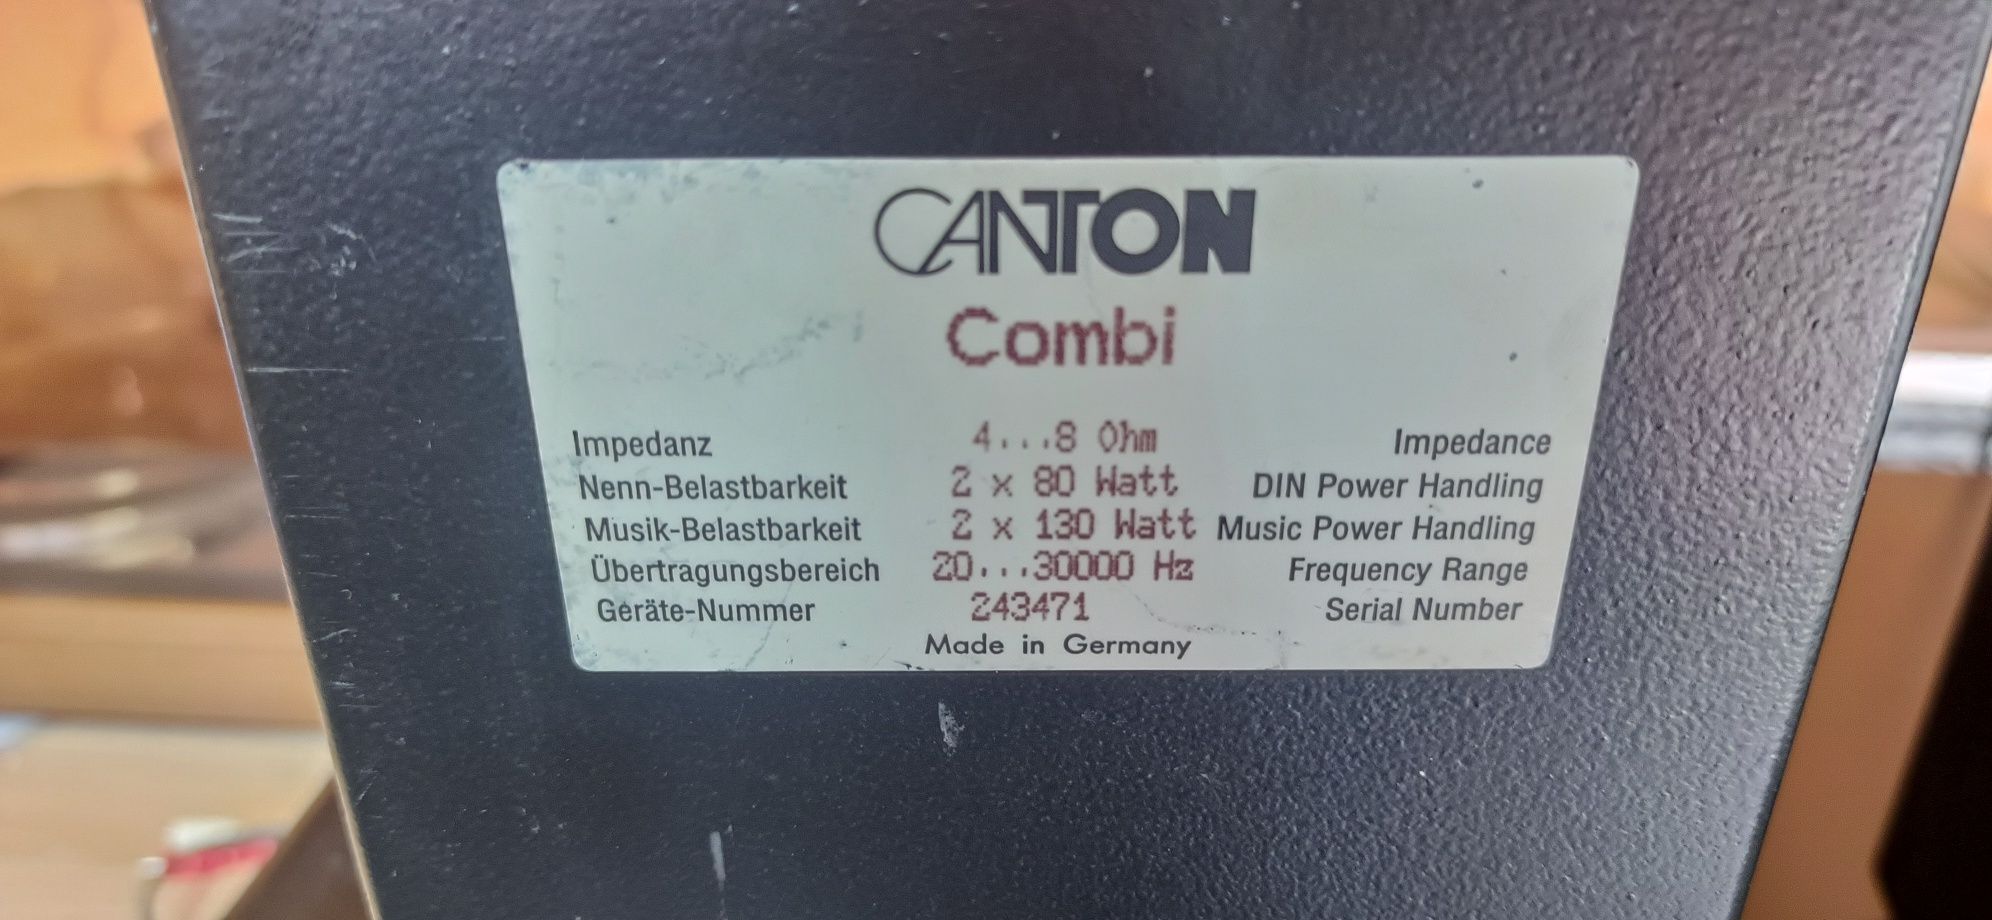 CANTON
Combi
Impedanz 4...8 Ohm Impedance
Nenn-Belastbarkeit 2 x 80 Watt DIN Power Handling
Musik-Belastbarkeit 2 x 130 Watt Music Power Handling
Übertragungsbereich 20...30000 Hz Frequency Range
Geräte-Nummer 243471 Serial Number
Made in Germany